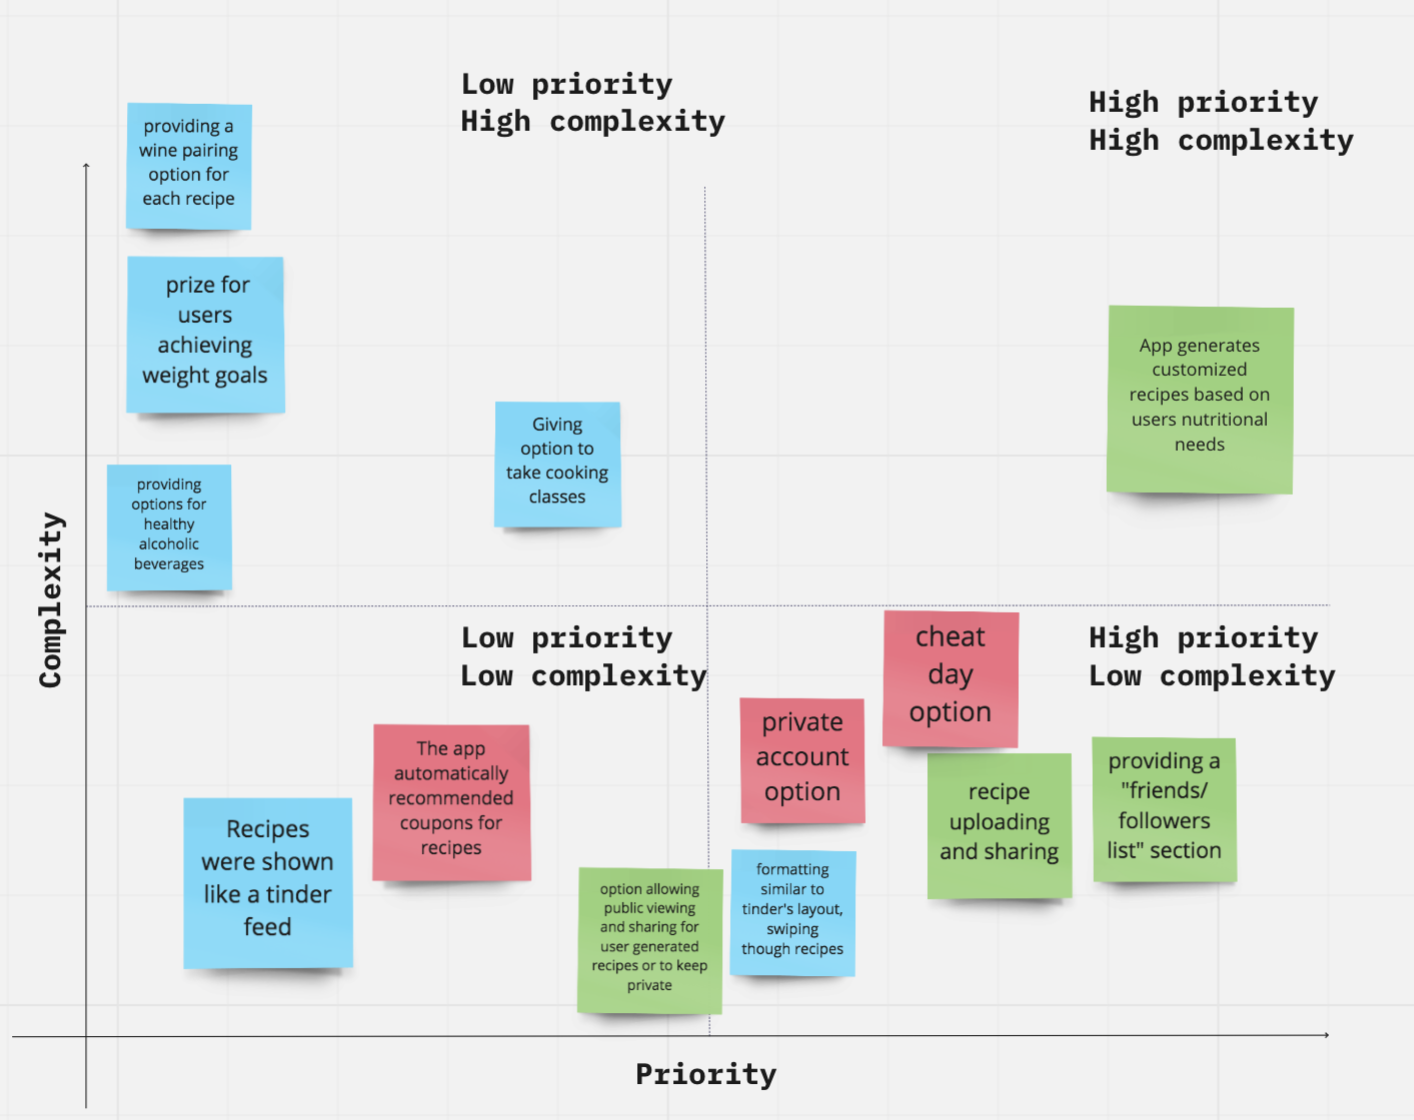 Low priority
High complexity
High priority
High complexity
providing a
wine pairing
option for
each recipe
prize for
users
achieving
weight goals
App generates
customized
recipes based on
users nutritional
needs
Giving
option to
take cooking
classes
providing
options for
healthy
alcoholic
beverages
Complexity
Low priority
Low complexity
High priority
Low complexity
cheat
day
option
private
account
option
The app
automatically
recommended
coupons for
recipes
recipe
uploading
and sharing
providing a
"friends/
followers
list" section
Recipes
were shown
like a tinder
feed
option allowing
public viewing
and sharing for
user generated
recipes or to keep
private
formatting
similar to
tinder's layout,
swiping
though recipes
Priority